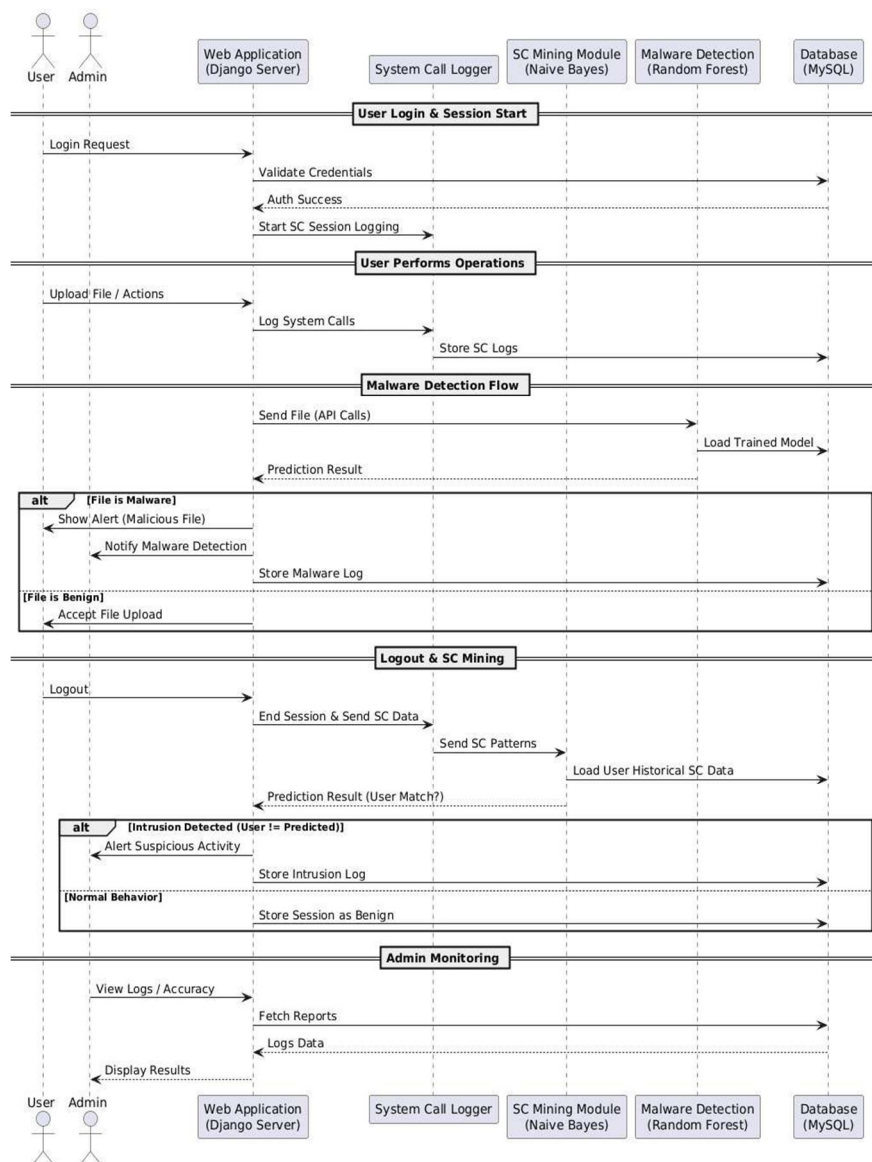 User
Admin
Web Application
(Django Server)
System Call Logger
SC Mining Module
(Naive Bayes)
Malware Detection
(Random Forest)
Database
(MySQL)
User Login & Session Start
Login Request
Validate Credentials
Auth Success
Start SC Session Logging
User Performs Operations
Upload File / Actions
Log System Calls
Store SC Logs
Malware Detection Flow
Send File (API Calls)
Load Trained Model
Prediction Result
alt [File is Malware]
Show Alert (Malicious File)
Notify Malware Detection
Store Malware Log
[File is Benign]
Accept File Upload
Logout & SC Mining
Logout
End Session & Send SC Data
Send SC Patterns
Load User Historical SC Data
Prediction Result (User Match?)
alt [Intrusion Detected (User != Predicted)]
Alert Suspicious Activity
Store Intrusion Log
[Normal Behavior]
Store Session as Benign
Admin Monitoring
View Logs / Accuracy
Fetch Reports
Logs Data
Display Results
User
Admin
Web Application
(Django Server)
System Call Logger
SC Mining Module
(Naive Bayes)
Malware Detection
(Random Forest)
Database
(MySQL)